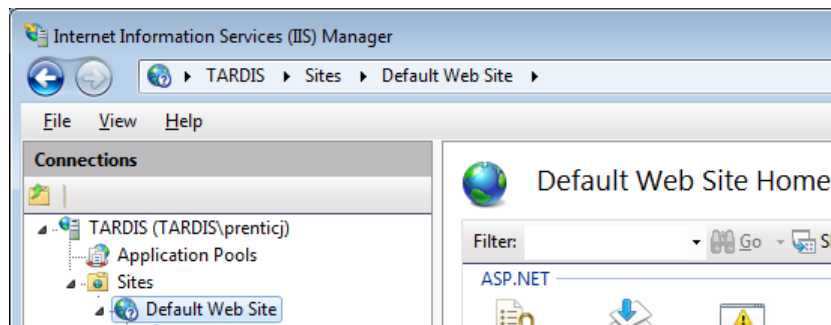 Internet Information Services (IIS) Manager
TARDIS Sites Default Web Site
File View Help
Connections
Default Web Site Home
TARDIS (TARDIS\prenticj)
Filter: Go
Application Pools
Sites
ASP.NET
Default Web Site